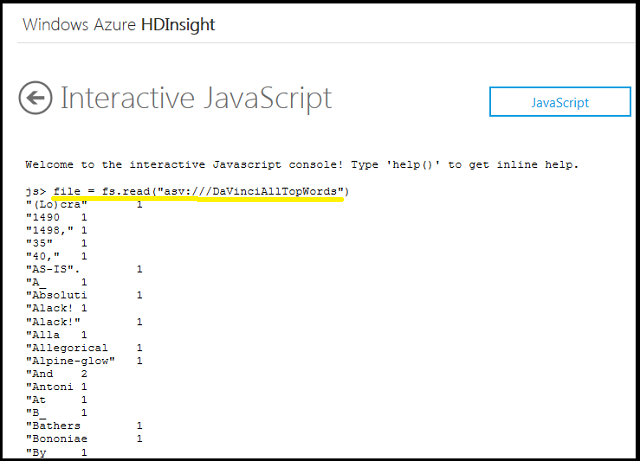 Windows Azure HDInsight
Interactive JavaScript
JavaScript
Welcome to the interactive Javascript console! Type 'help()' to get inline help.
js> file = fs.read("asv:///DaVinciAllTopWords")
"(Lo)cra" 1
"1490 1
"1498," 1
"35" 1
"40," 1
"AS-IS". 1
"A_ 1
"Absoluti 1
"Alack! 1
"Alack!" 1
"Alla 1
"Allegorical 1
"Alpine-glow" 1
"And 2
"Antoni 1
"At 1
"B_ 1
"Bathers 1
"Bononiae 1
"By 1